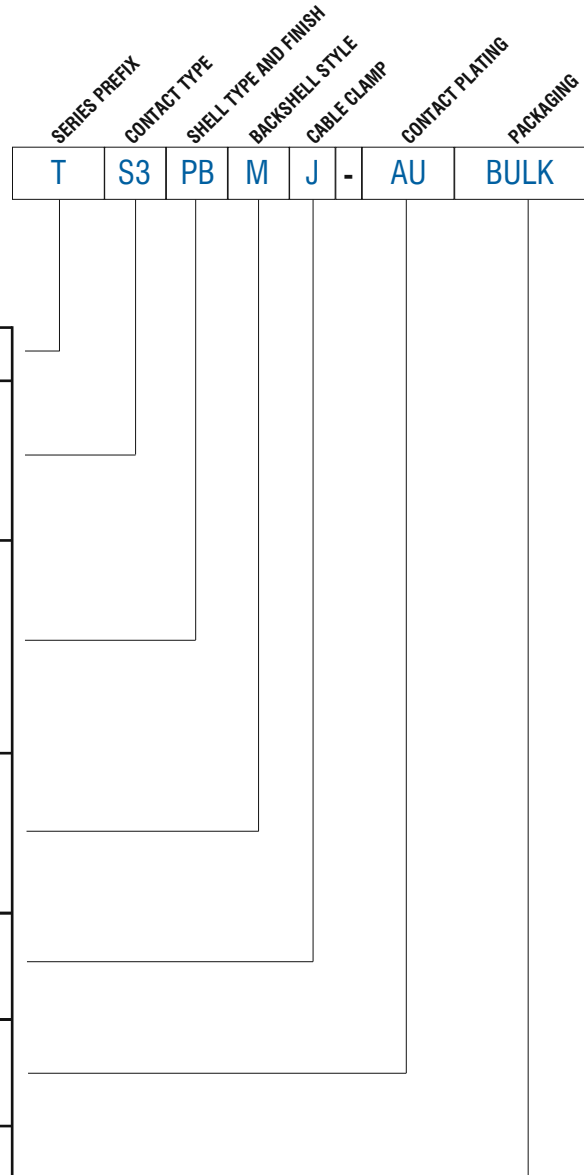 SERIES PREFIX
CONTACT TYPE
SHELL TYPE AND FINISH
BACKSHELL STYLE
CABLE CLAMP
CONTACT PLATING
PACKAGING
T S3 PB M J - AU BULK